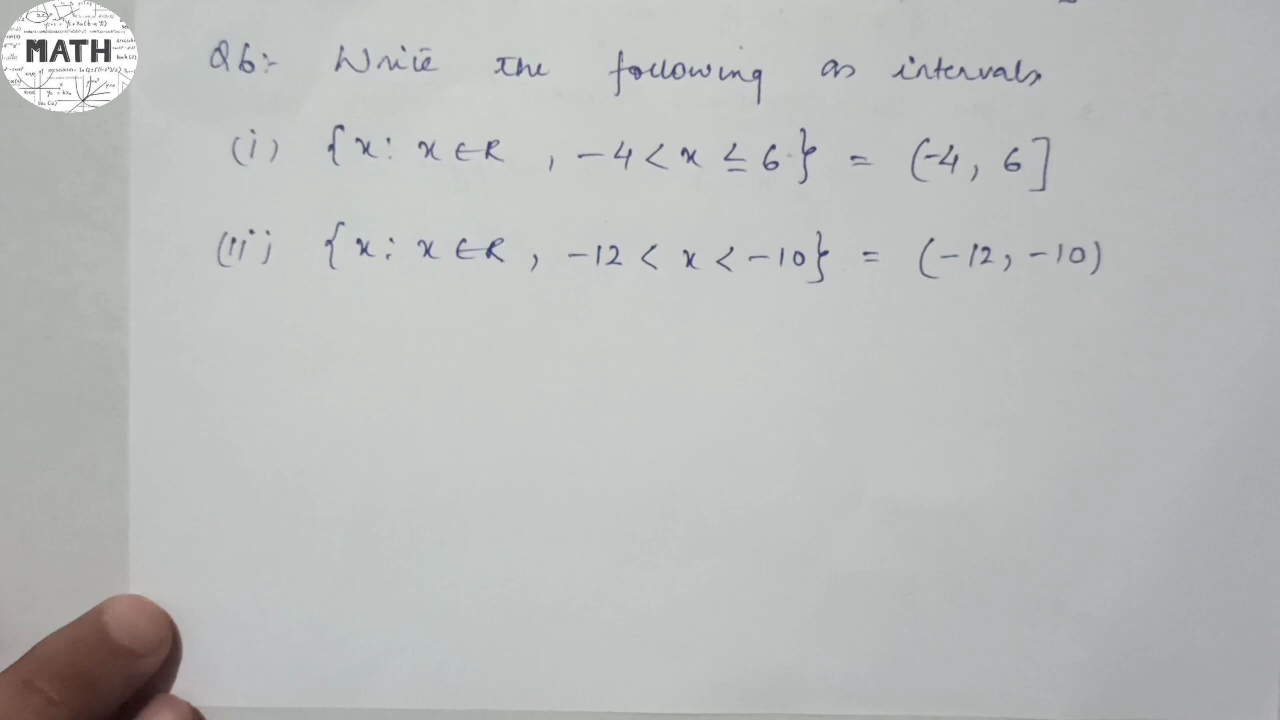 MATH
Q6:- Write the following as intervals
(i) {x: x ∈ R , -4 < x ≤ 6} = (-4, 6]
(ii) {x: x ∈ R , -12 < x < -10} = (-12, -10)